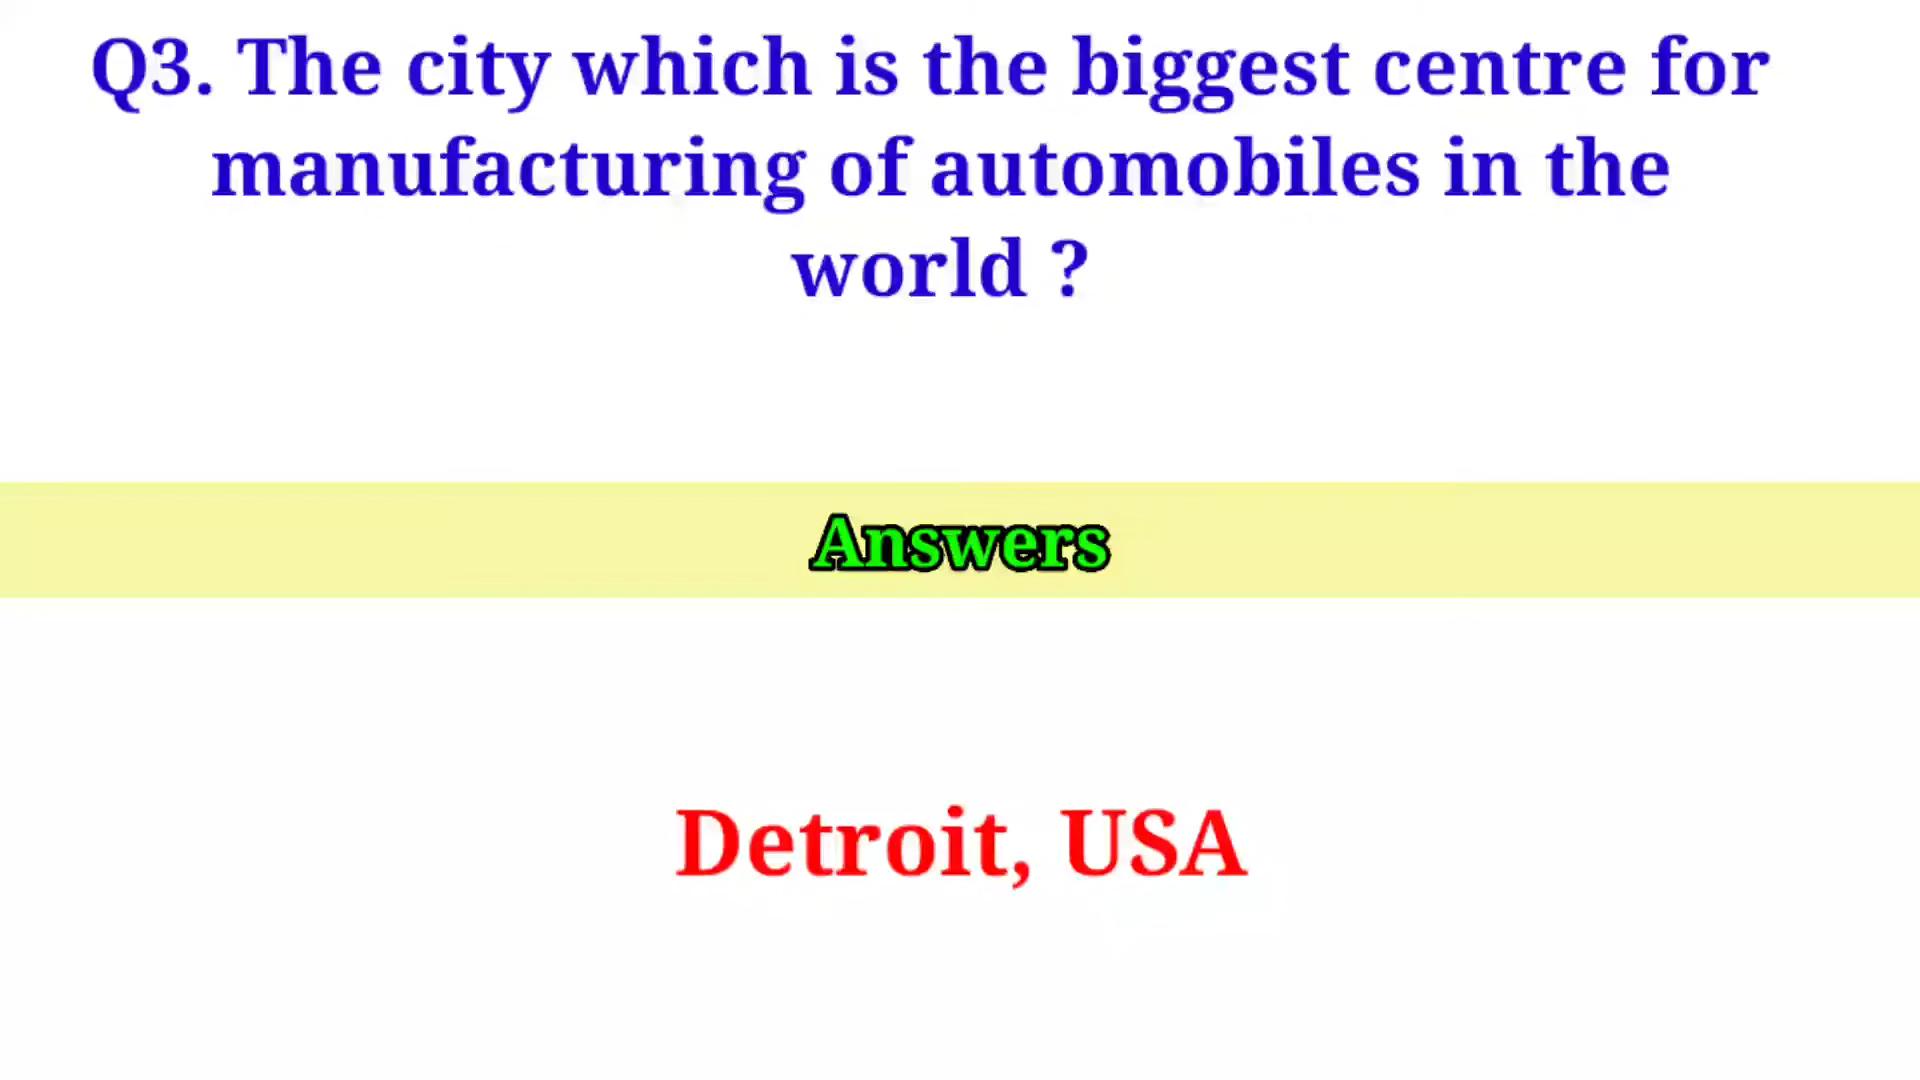 Q3. The city which is the biggest centre for
manufacturing of automobiles in the
world ?
Answers
Detroit, USA